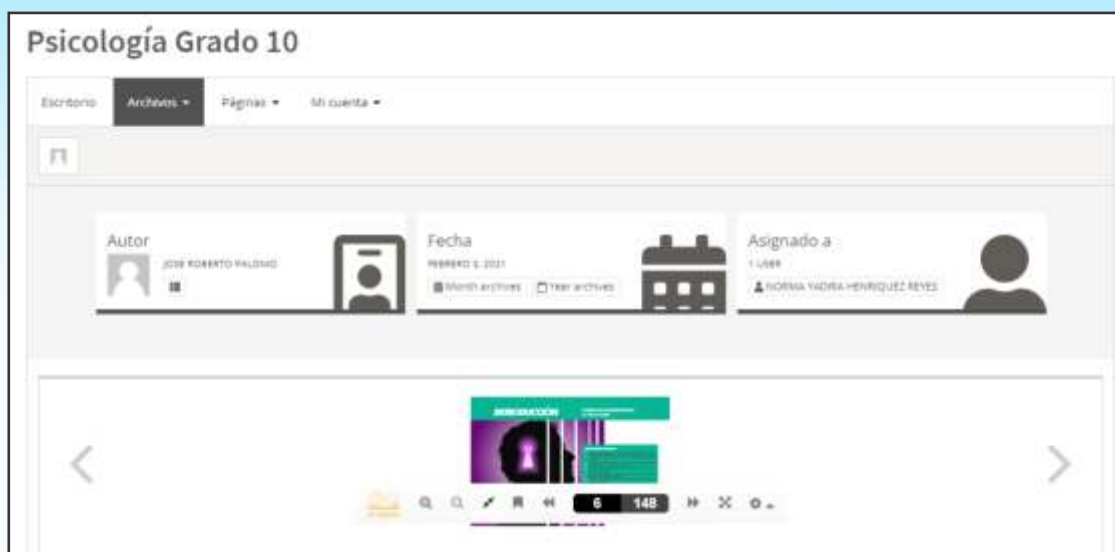 Psicología Grado 10
Escritorio Archivos Páginas Mi cuenta
Autor
JOSE ROBERTO PALOMO
Fecha
FEBRERO 2, 2021
Month archives Year archives
Asignado a
1 USER
NORMA YADIRA HENRIQUEZ REYES
INTRODUCCIÓN
6 148